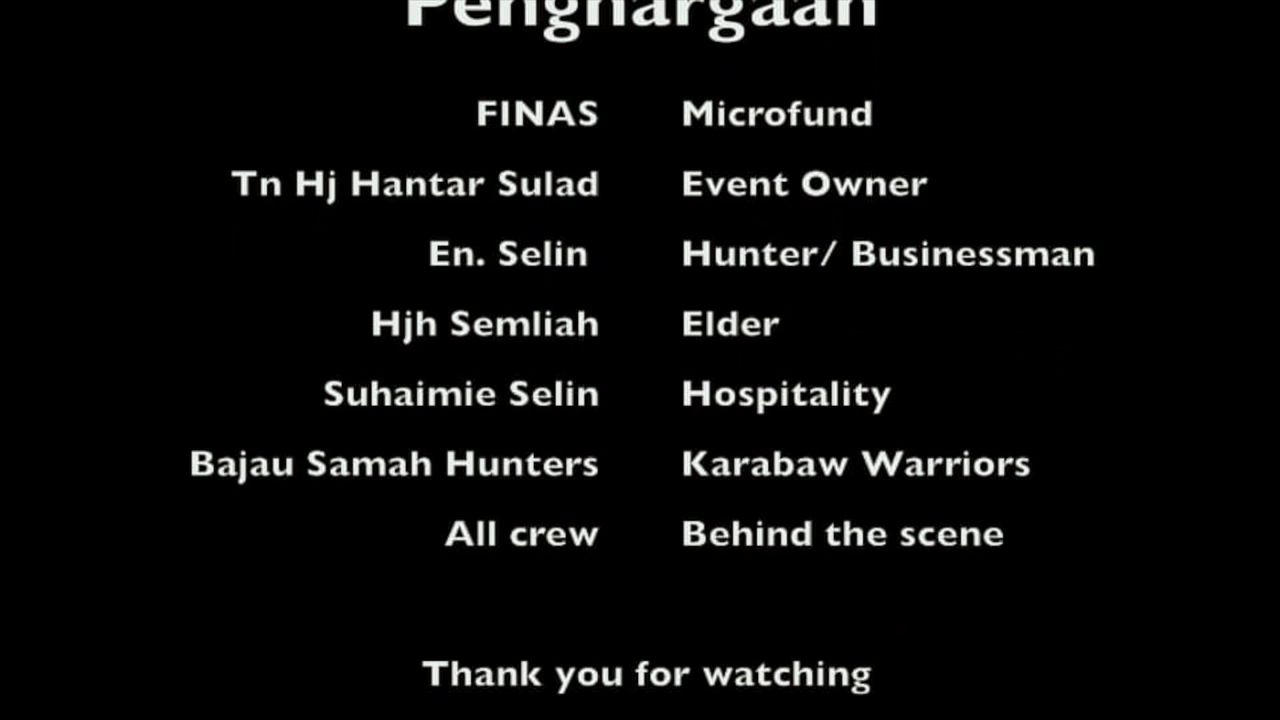 Penghargaan
FINAS Microfund
Tn Hj Hantar Sulad Event Owner
En. Selin Hunter/ Businessman
Hjh Semliah Elder
Suhaimie Selin Hospitality
Bajau Samah Hunters Karabaw Warriors
All crew Behind the scene
Thank you for watching